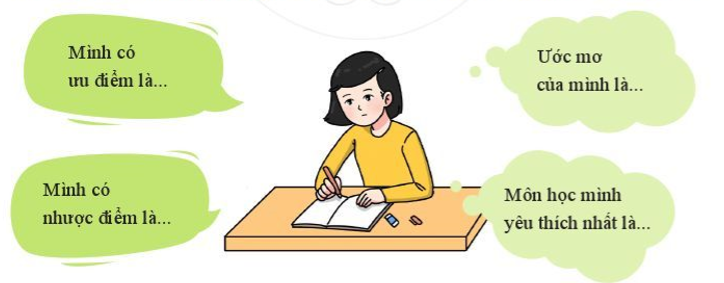 Mình có
ưu điểm là...
Ước mơ
của mình là...
Mình có
nhược điểm là...
Môn học mình
yêu thích nhất là...